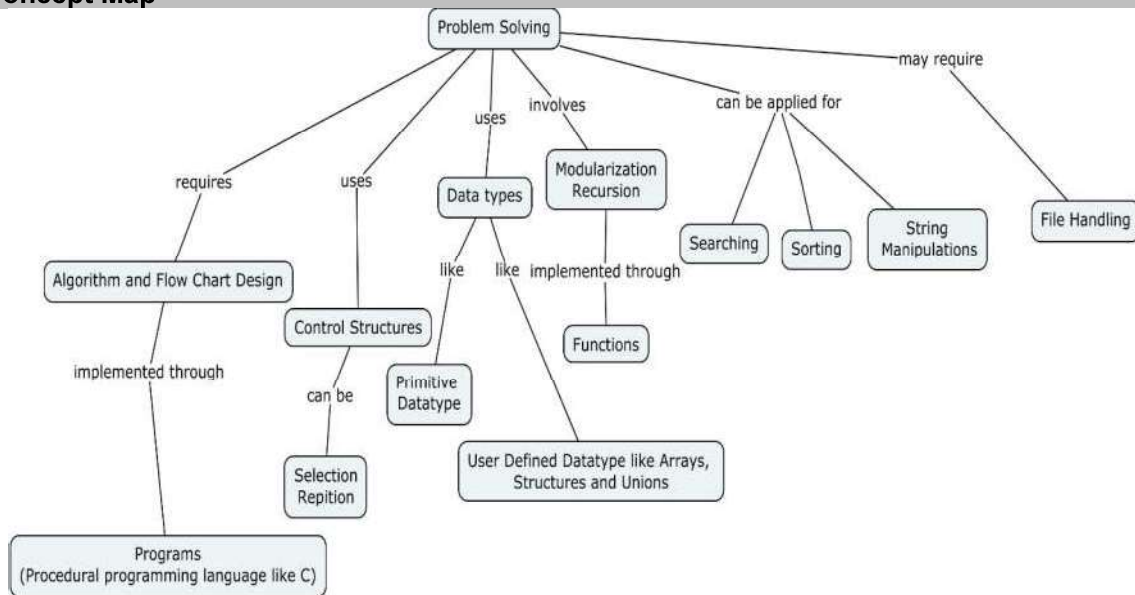 oncept Map
Problem Solving
may require
can be applied for
involves
uses
requires
uses
Data types
Modularization
Recursion
Searching
Sorting
String
Manipulations
File Handling
Algorithm and Flow Chart Design
like
like
implemented through
Control Structures
Functions
implemented through
can be
Primitive
Datatype
User Defined Datatype like Arrays,
Structures and Unions
Selection
Repition
Programs
(Procedural programming language like C)